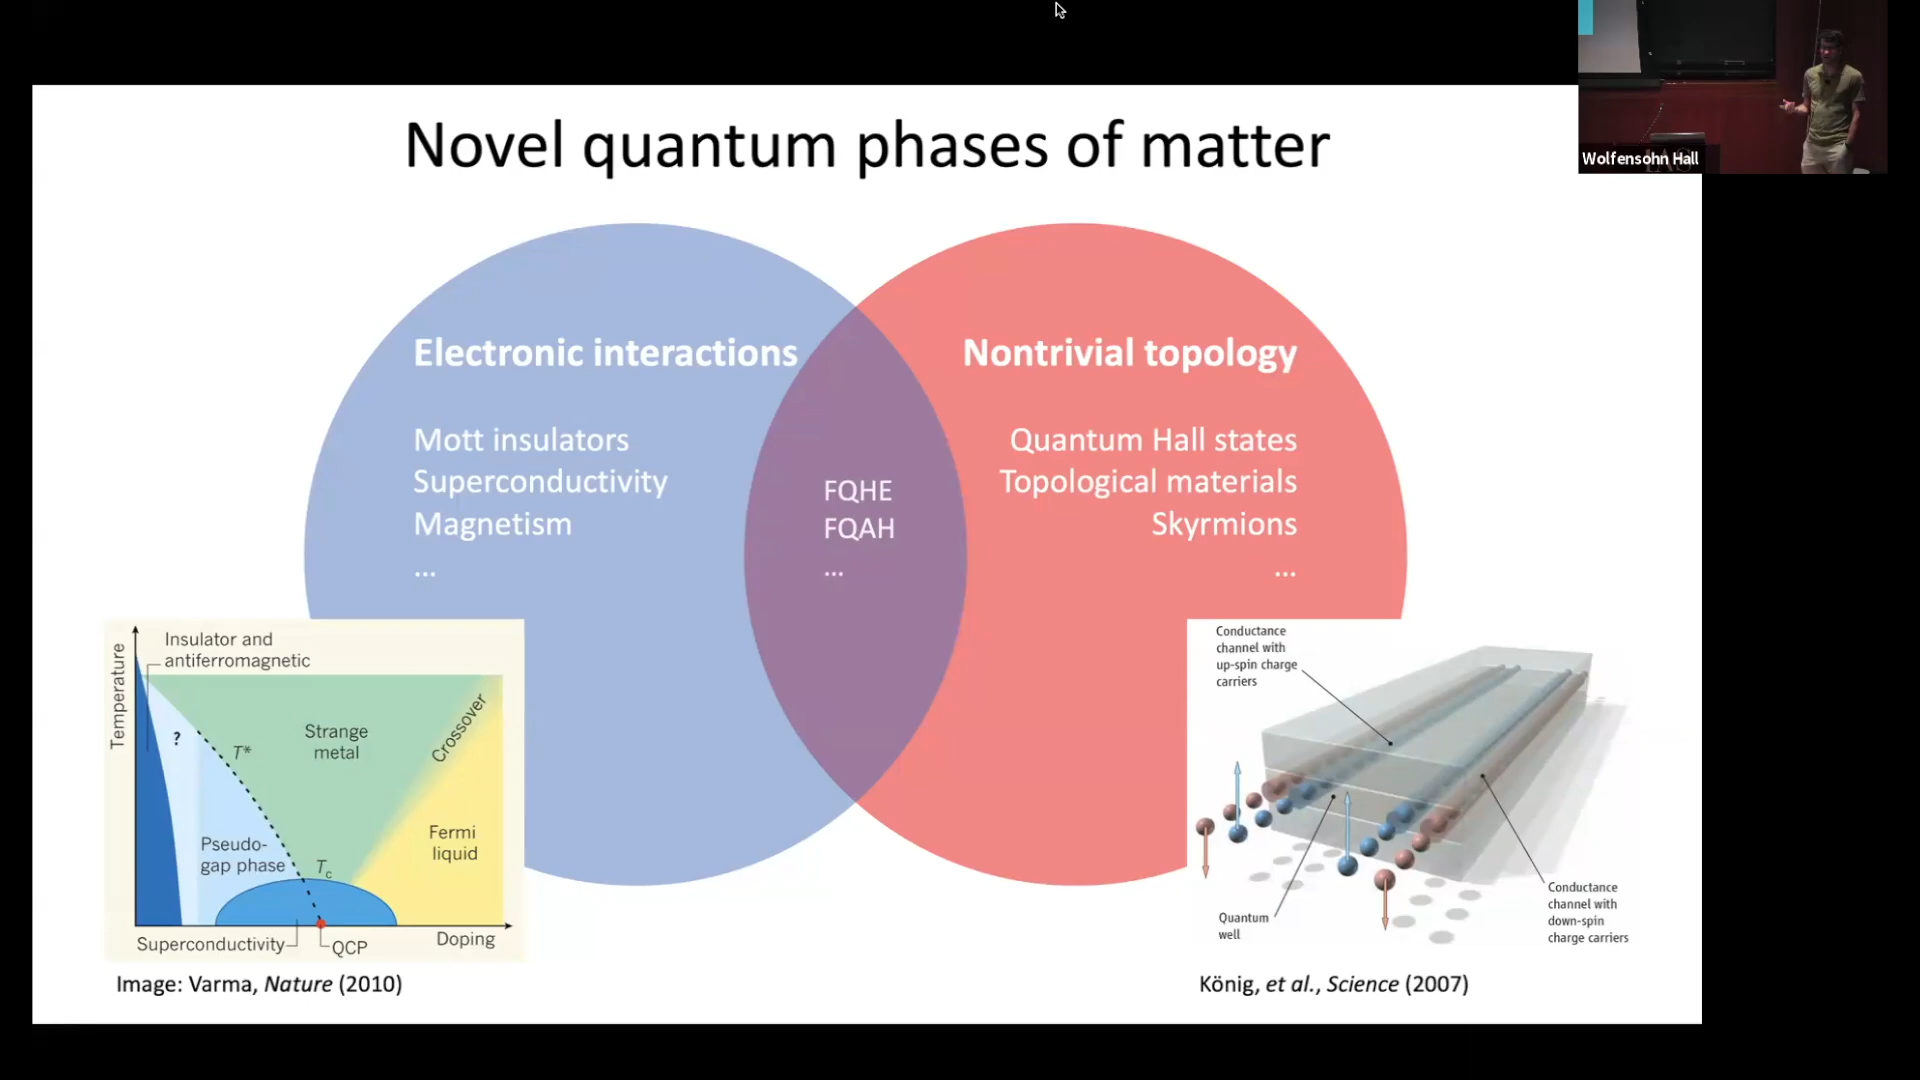 Novel quantum phases of matter
Wolfensohn Hall
IAS
Electronic interactions
Mott insulators
Superconductivity
Magnetism
...
FQHE
FQAH
...
Nontrivial topology
Quantum Hall states
Topological materials
Skyrmions
...
Temperature
Insulator and
antiferromagnetic
?
T*
Strange
metal
Crossover
Pseudo-
gap phase
Tc
Fermi
liquid
Superconductivity
QCP
Doping
Image: Varma, Nature (2010)
Conductance
channel with
up-spin charge
carriers
Quantum
well
Conductance
channel with
down-spin
charge carriers
König, et al., Science (2007)